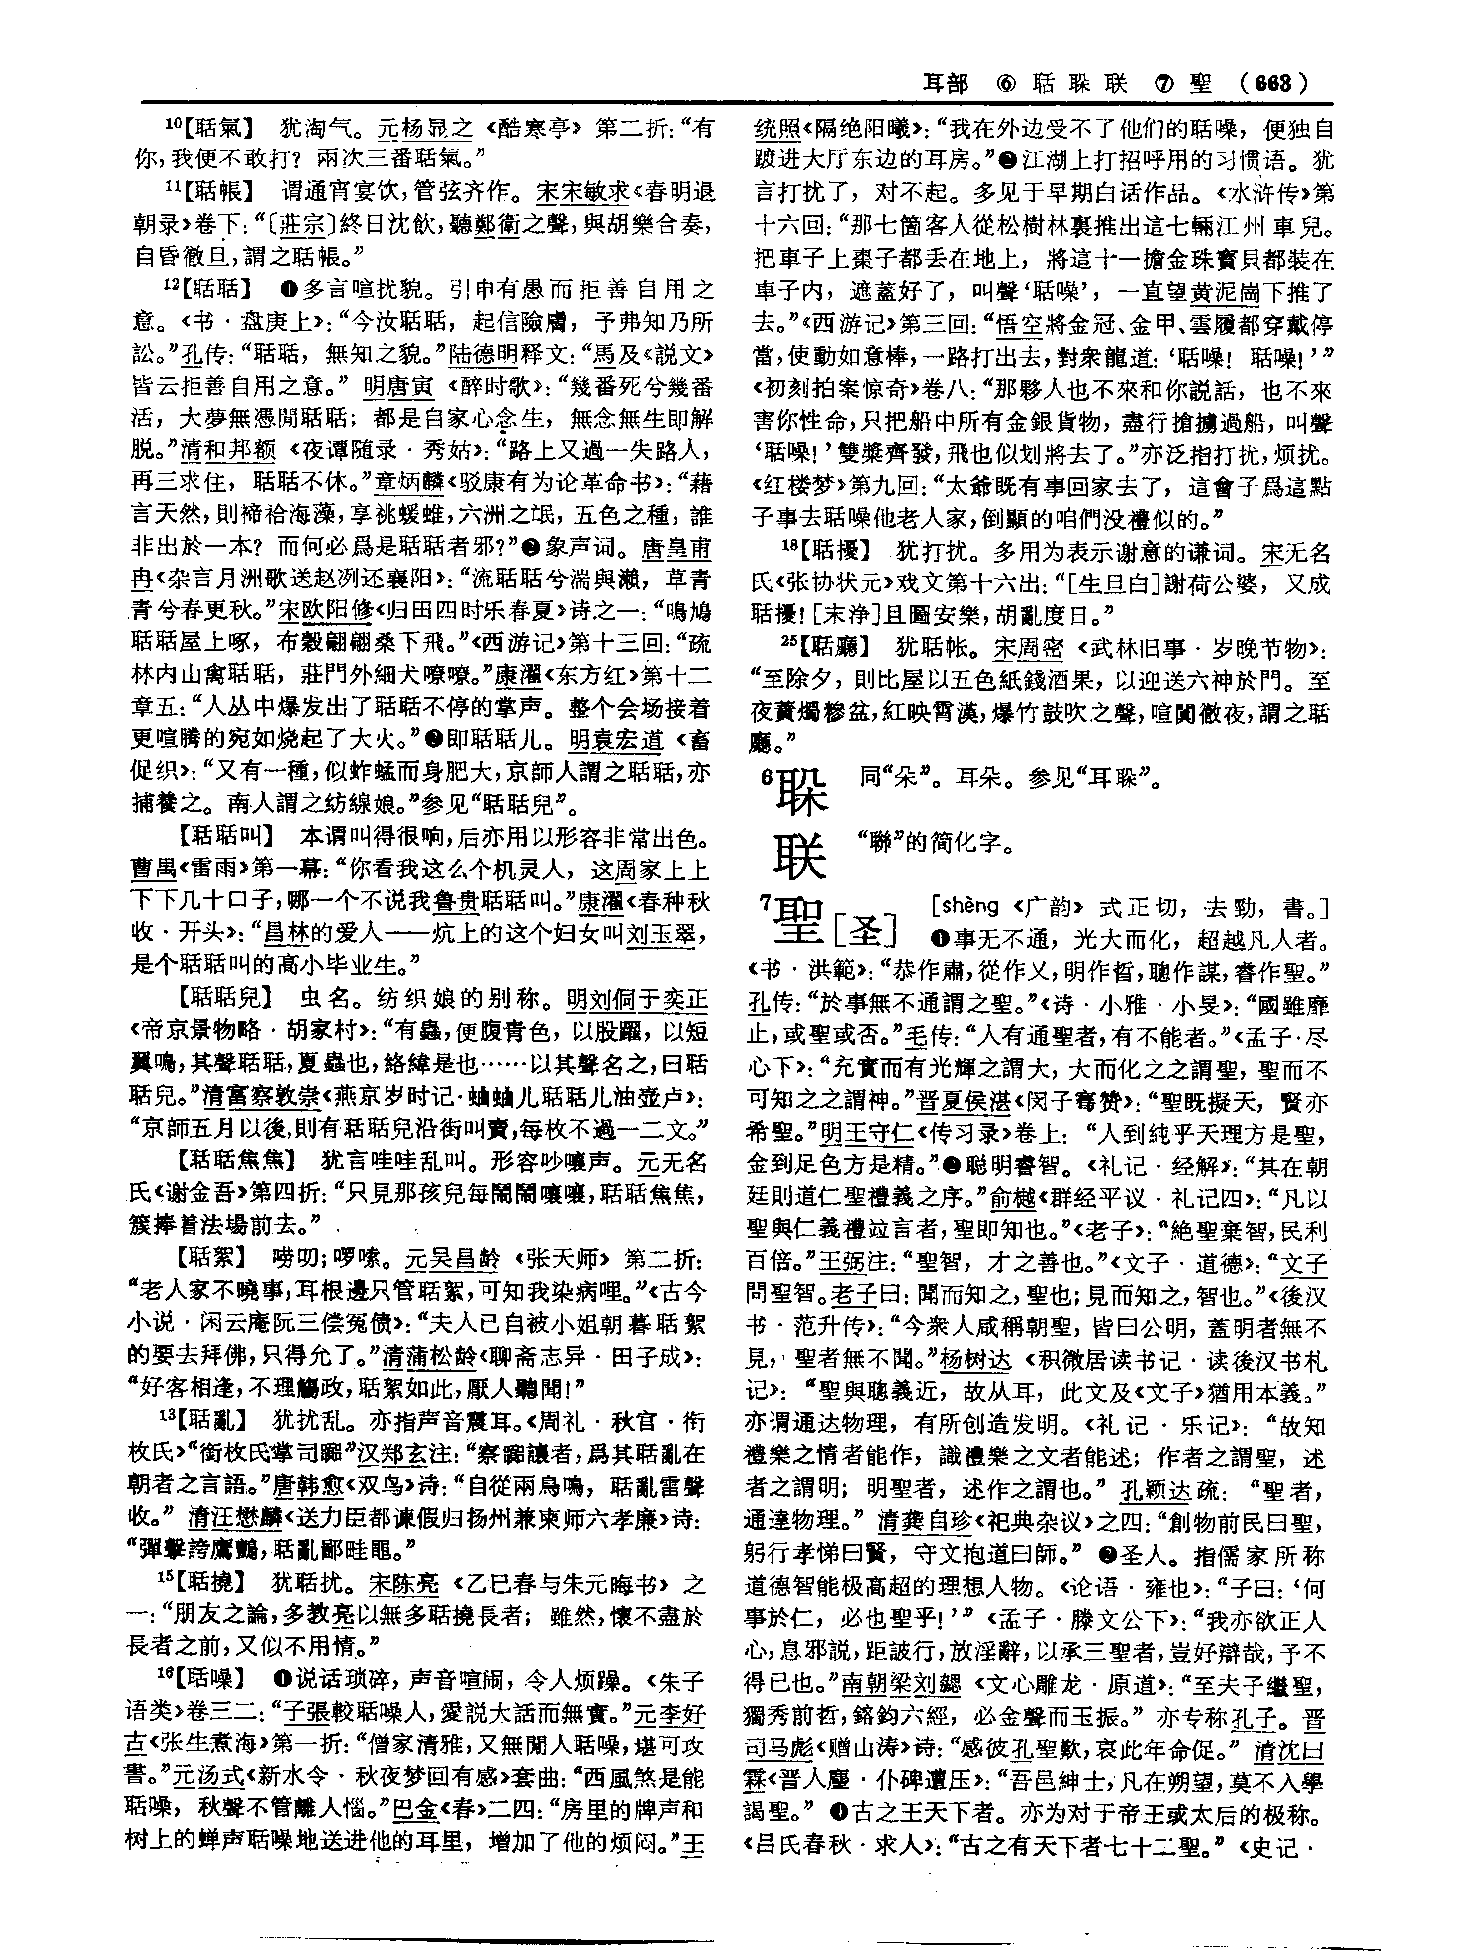 耳部 ⑥ 聒 聈 联 ⑦ 聖 (663)
¹⁰【聒氣】 犹淘气。元杨显之《酷寒亭》第二折：“有
你，我便不敢打？兩次三番聒氣。”
¹¹【聒帳】 谓通宵宴饮，管弦齐作。宋宋敏求《春明退
朝录》卷下：“〔莊宗〕終日沈飲，聽鄭衛之聲，與胡樂合奏，
自昏徹旦，謂之聒帳。”
¹²【聒聒】 ❶多言喧扰貌。引申有愚而拒善自用之
意。《书·盘庚上》：“今汝聒聒，起信險膚，予弗知乃所
訟。”孔传：“聒聒，無知之貌。”陆德明释文：“馬及《説文》
皆云拒善自用之意。”明唐寅《醉时歌》：“幾番死兮幾番
活，大夢無憑閒聒聒；都是自家心念生，無念無生即解
脱。”清和邦额《夜谭随录·秀姑》：“路上又過一失路人，
再三求住，聒聒不休。”章炳麟《驳康有为论革命书》：“藉
言天然，則褅祫海藻，享祧蝯蜼，六洲之氓，五色之種，誰
非出於一本？而何必爲是聒聒者邪？”❷象声词。唐皇甫
冉《杂言月洲歌送赵冽还襄阳》：“流聒聒兮湍與瀨，草青
青兮春更秋。”宋欧阳修《归田四时乐春夏》诗之一：“鳴鳩
聒聒屋上啄，布穀翩翩桑下飛。”《西游记》第十三回：“疏
林内山禽聒聒，莊門外細犬嘹嘹。”康濯《东方红》第十二
章五：“人丛中爆发出了聒聒不停的掌声。整个会场接着
更喧腾的宛如烧起了大火。”❸即聒聒儿。明袁宏道《畜
促织》：“又有一種，似蚱蜢而身肥大，京師人謂之聒聒，亦
捕養之。南人謂之紡線娘。”参见“聒聒兒”。
【聒聒叫】 本谓叫得很响，后亦用以形容非常出色。
曹禺《雷雨》第一幕：“你看我这么个机灵人，这周家上上
下下几十口子，哪一个不说我鲁贵聒聒叫。”康濯《春种秋
收·开头》：“昌林的爱人——炕上的这个妇女叫刘玉翠，
是个聒聒叫的高小毕业生。”
【聒聒兒】 虫名。纺织娘的别称。明刘侗于奕正
《帝京景物略·胡家村》：“有蟲，便腹青色，以股躍，以短
翼鳴，其聲聒聒，夏蟲也，絡緯是也……以其聲名之，曰聒
聒兒。”清富察敦崇《燕京岁时记·蛐蛐儿聒聒儿油壶卢》：
“京師五月以後，則有聒聒兒沿街叫賣，每枚不過一二文。”
【聒聒焦焦】 犹言哇哇乱叫。形容吵嚷声。元无名
氏《谢金吾》第四折：“只見那孩兒每鬧鬧嚷嚷，聒聒焦焦，
簇捧着法場前去。”
【聒絮】 唠叨；啰嗦。元吴昌龄《张天师》第二折：
“老人家不曉事，耳根邊只管聒絮，可知我染病哩。”《古今
小说·闲云庵阮三偿冤债》：“夫人已自被小姐朝暮聒絮
的要去拜佛，只得允了。”清蒲松龄《聊斋志异·田子成》：
“好客相逢，不理觴政，聒絮如此，厭人聽聞！”
¹³【聒亂】 犹扰乱。亦指声音震耳。《周礼·秋官·衔
枚氏》“銜枚氏掌司嘂”汉郑玄注：“察嘂讙者，爲其聒亂在
朝者之言語。”唐韩愈《双鸟》诗：“自從兩鳥鳴，聒亂雷聲
收。”清汪懋麟《送力臣都谏假归扬州兼柬师六孝廉》诗：
“彈擊誇鷹鸇，聒亂鄙眭黽。”
¹⁵【聒撓】 犹聒扰。宋陈亮《乙巳春与朱元晦书》之
一：“朋友之論，多教亮以無多聒撓長者；雖然，懷不盡於
長者之前，又似不用情。”
¹⁶【聒噪】 ❶说话琐碎，声音喧闹，令人烦躁。《朱子
语类》卷三二：“子張較聒噪人，愛説大話而無實。”元李好
古《张生煮海》第一折：“僧家清雅，又無閒人聒噪，堪可攻
書。”元汤式《新水令·秋夜梦回有感》套曲：“西風煞是能
聒噪，秋聲不管離人惱。”巴金《春》二四：“房里的牌声和
树上的蝉声聒噪地送进他的耳里，增加了他的烦闷。”王
统照《隔绝阳曦》：“我在外边受不了他们的聒噪，便独自
踱进大厅东边的耳房。”❷江湖上打招呼用的习惯语。犹
言打扰了，对不起。多见于早期白话作品。《水浒传》第
十六回：“那七箇客人從松樹林裏推出這七輛江州車兒。
把車子上棗子都丢在地上，將這十一擔金珠寶貝都装在
車子内，遮蓋好了，叫聲‘聒噪’，一直望黄泥崗下推了
去。”《西游记》第三回：“悟空將金冠、金甲、雲履都穿戴停
當，使動如意棒，一路打出去，對衆龍道：‘聒噪！聒噪！’”
《初刻拍案惊奇》卷八：“那夥人也不來和你説話，也不來
害你性命，只把船中所有金銀貨物，盡行搶擄過船，叫聲
‘聒噪！’雙槳齊發，飛也似划將去了。”亦泛指打扰，烦扰。
《红楼梦》第九回：“太爺既有事回家去了，這會子爲這點
子事去聒噪他老人家，倒顯的咱們没禮似的。”
¹⁸【聒擾】 犹打扰。多用为表示谢意的谦词。宋无名
氏《张协状元》戏文第十六出：“［生旦白］謝荷公婆，又成
聒擾！［末浄］且圖安樂，胡亂度日。”
²⁵【聒廳】 犹聒帐。宋周密《武林旧事·岁晚节物》：
“至除夕，則比屋以五色紙錢酒果，以迎送六神於門。至
夜蕡燭糝盆，紅映霄漢，爆竹鼓吹之聲，喧闐徹夜，謂之聒
廳。”
⁶聈 同“朵”。耳朵。参见“耳聈”。
联 “聯”的简化字。
⁷聖［圣］ ［shèng《广韵》式正切，去勁，書。］
❶事无不通，光大而化，超越凡人者。
《书·洪範》：“恭作肅，從作乂，明作晢，聰作謀，睿作聖。”
孔传：“於事無不通謂之聖。”《诗·小雅·小旻》：“國雖靡
止，或聖或否。”毛传：“人有通聖者，有不能者。”《孟子·尽
心下》：“充實而有光輝之謂大，大而化之之謂聖，聖而不
可知之之謂神。”晋夏侯湛《闵子骞赞》：“聖既擬天，賢亦
希聖。”明王守仁《传习录》卷上：“人到純乎天理方是聖，
金到足色方是精。”❷聪明睿智。《礼记·经解》：“其在朝
廷則道仁聖禮義之序。”俞樾《群经平议·礼记四》：“凡以
聖與仁義禮竝言者，聖即知也。”《老子》：“絶聖棄智，民利
百倍。”王弼注：“聖智，才之善也。”《文子·道德》：“文子
問聖智。老子曰：聞而知之，聖也；見而知之，智也。”《後汉
书·范升传》：“今衆人咸稱朝聖，皆曰公明，蓋明者無不
見，聖者無不聞。”杨树达《积微居读书记·读後汉书札
记》：“聖與聰義近，故从耳，此文及《文子》猶用本義。”
亦谓通达物理，有所创造发明。《礼记·乐记》：“故知
禮樂之情者能作，識禮樂之文者能述；作者之謂聖，述
者之謂明；明聖者，述作之謂也。”孔颖达疏：“聖者，
通達物理。”清龚自珍《祀典杂议》之四：“創物前民曰聖，
躬行孝悌曰賢，守文抱道曰師。”❸圣人。指儒家所称
道德智能极高超的理想人物。《论语·雍也》：“子曰：‘何
事於仁，必也聖乎！’”《孟子·滕文公下》：“我亦欲正人
心，息邪説，距詖行，放淫辭，以承三聖者，豈好辯哉，予不
得已也。”南朝梁刘勰《文心雕龙·原道》：“至夫子繼聖，
獨秀前哲，鎔鈞六經，必金聲而玉振。”亦专称孔子。晋
司马彪《赠山涛》诗：“感彼孔聖歎，哀此年命促。”清沈曰
霖《晋人麈·仆碑遭压》：“吾邑紳士，凡在朔望，莫不入學
謁聖。”❹古之王天下者。亦为对于帝王或太后的极称。
《吕氏春秋·求人》：“古之有天下者七十二聖。”《史记·